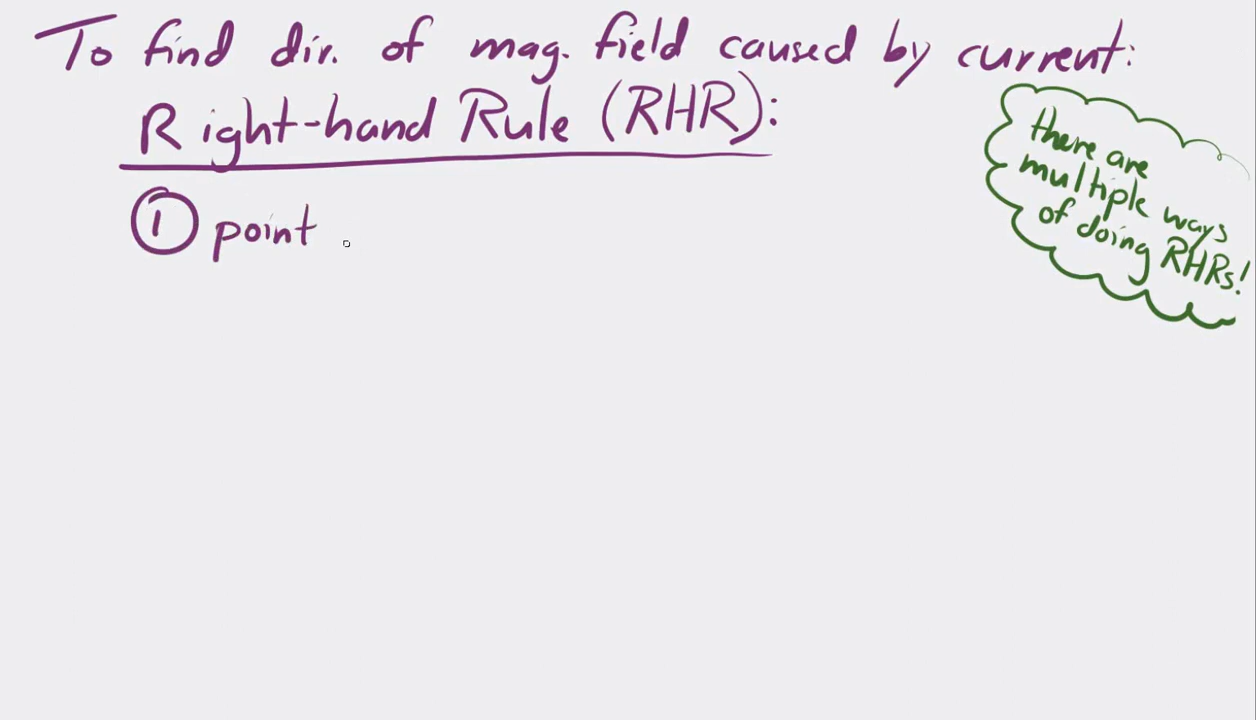 To find dir. of mag. field caused by current:
Right-hand Rule (RHR):
① point
there are
multiple ways
of doing RHRs!